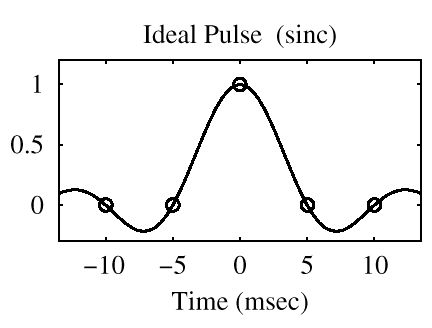 Ideal Pulse (sinc)
1
0.5
0
−10 −5 0 5 10
Time (msec)